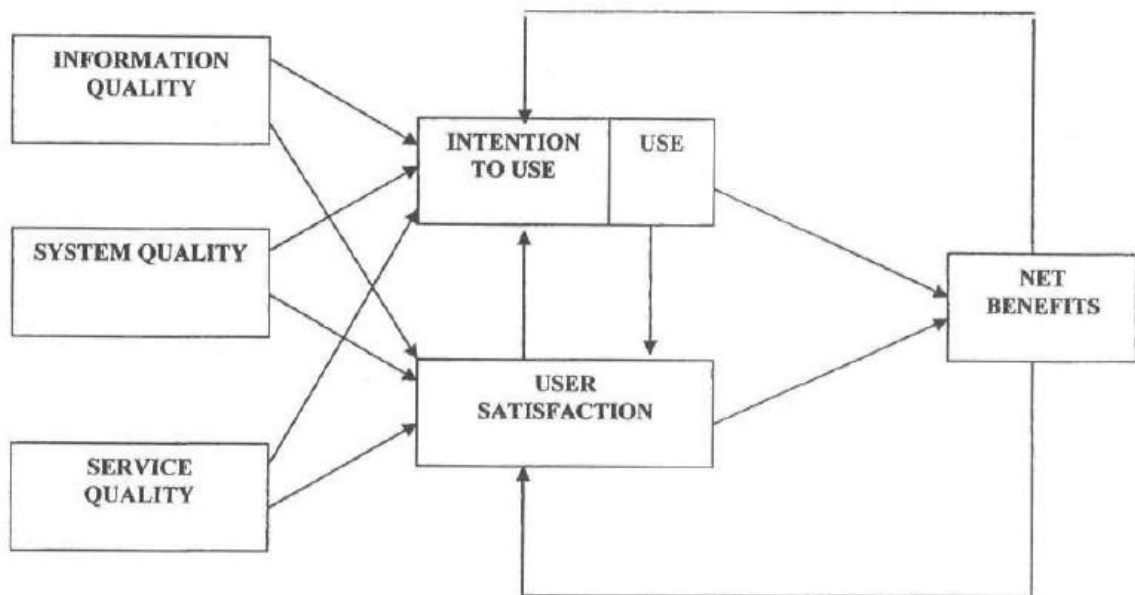 INFORMATION
QUALITY
INTENTION
TO USE
USE
SYSTEM QUALITY
NET
BENEFITS
USER
SATISFACTION
SERVICE
QUALITY